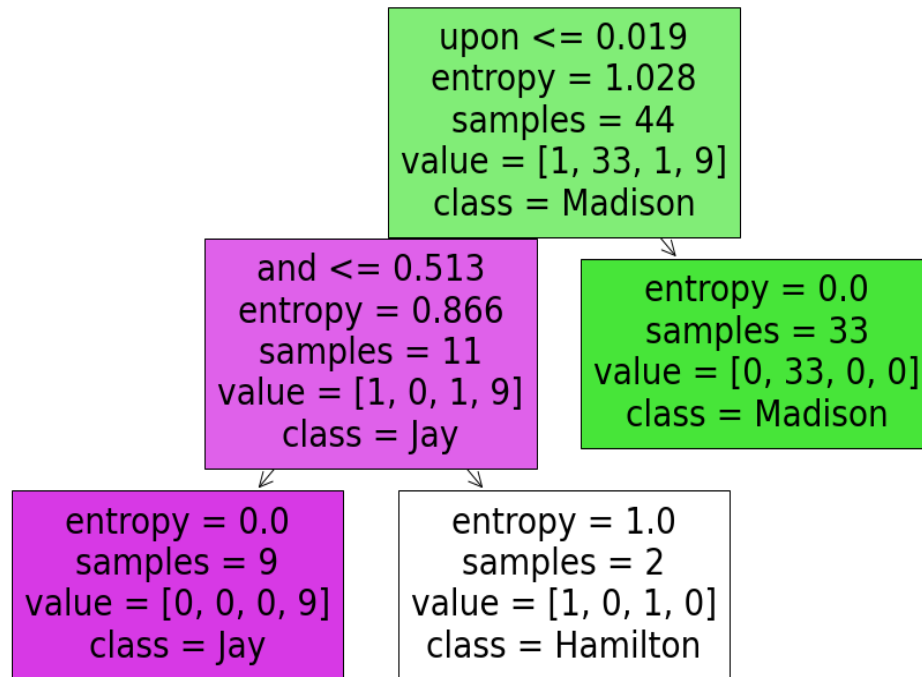 upon <= 0.019
entropy = 1.028
samples = 44
value = [1, 33, 1, 9]
class = Madison
and <= 0.513
entropy = 0.866
samples = 11
value = [1, 0, 1, 9]
class = Jay
entropy = 0.0
samples = 33
value = [0, 33, 0, 0]
class = Madison
entropy = 0.0
samples = 9
value = [0, 0, 0, 9]
class = Jay
entropy = 1.0
samples = 2
value = [1, 0, 1, 0]
class = Hamilton